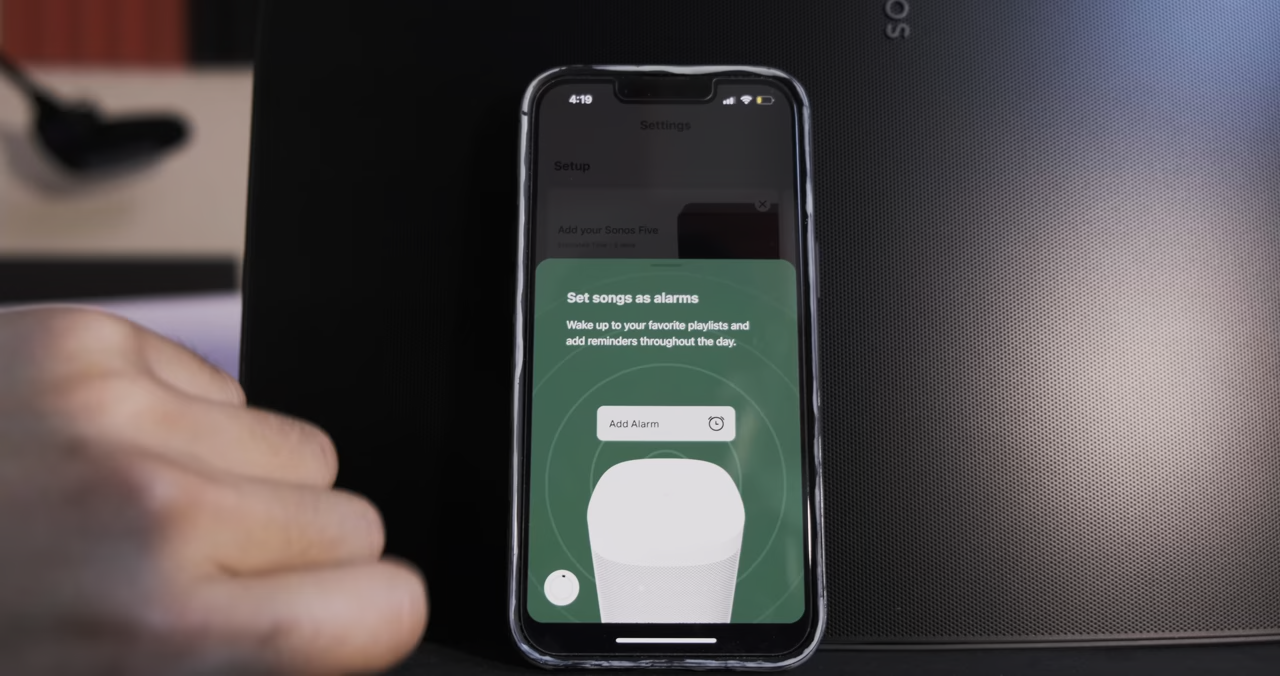 SO
4:19
Settings
Setup
Add your Sonos Five
Set songs as alarms
Wake up to your favorite playlists and
add reminders throughout the day.
Add Alarm